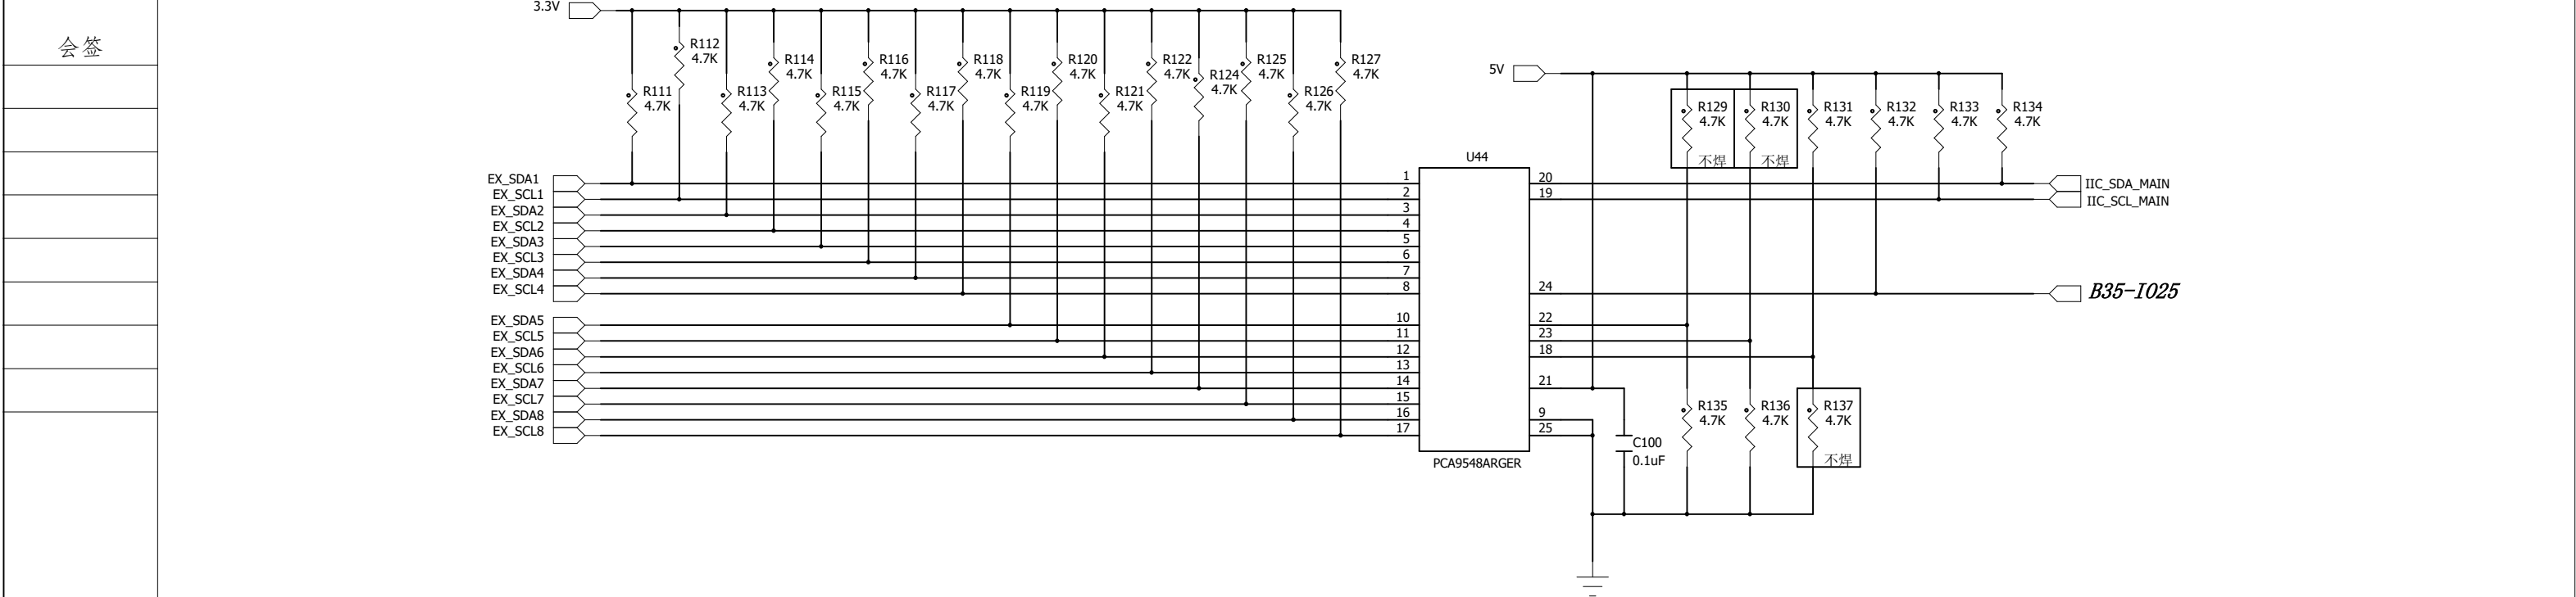 会签
3.3V
R111
4.7K
R112
4.7K
R113
4.7K
R114
4.7K
R115
4.7K
R116
4.7K
R117
4.7K
R118
4.7K
R119
4.7K
R120
4.7K
R121
4.7K
R122
4.7K
R124
4.7K
R125
4.7K
R126
4.7K
R127
4.7K
5V
R129
4.7K
不焊
R130
4.7K
不焊
R131
4.7K
R132
4.7K
R133
4.7K
R134
4.7K
EX_SDA1
EX_SCL1
EX_SDA2
EX_SCL2
EX_SDA3
EX_SCL3
EX_SDA4
EX_SCL4
EX_SDA5
EX_SCL5
EX_SDA6
EX_SCL6
EX_SDA7
EX_SCL7
EX_SDA8
EX_SCL8
U44
1
2
3
4
5
6
7
8
10
11
12
13
14
15
16
17
20
19
24
22
23
18
21
9
25
PCA9548ARGER
IIC_SDA_MAIN
IIC_SCL_MAIN
B35-IO25
C100
0.1uF
R135
4.7K
R136
4.7K
R137
4.7K
不焊